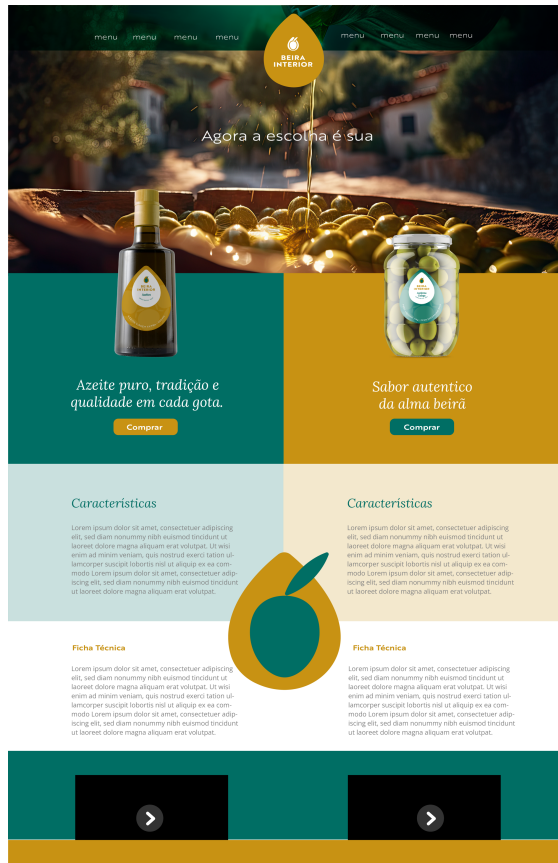 menu menu menu menu
menu menu menu menu
BEIRA
INTERIOR
Agora a escolha é sua
BEIRA
INTERIOR
BEIRA
INTERIOR
Azeite puro, tradição e
qualidade em cada gota.
Comprar
Sabor autentico
da alma beirã
Comprar
Características
Lorem ipsum dolor sit amet, consectetuer adipiscing
elit, sed diam nonummy nibh euismod tincidunt ut
laoreet dolore magna aliquam erat volutpat. Ut wisi
enim ad minim veniam, quis nostrud exerci tation ul-
lamcorper suscipit lobortis nisl ut aliquip ex ea com-
modo Lorem ipsum dolor sit amet, consectetuer adip-
iscing elit, sed diam nonummy nibh euismod tincidunt
ut laoreet dolore magna aliquam erat volutpat.
Características
Lorem ipsum dolor sit amet, consectetuer adipiscing
elit, sed diam nonummy nibh euismod tincidunt ut
laoreet dolore magna aliquam erat volutpat. Ut wisi
enim ad minim veniam, quis nostrud exerci tation ul-
lamcorper suscipit lobortis nisl ut aliquip ex ea com-
modo Lorem ipsum dolor sit amet, consectetuer adip-
iscing elit, sed diam nonummy nibh euismod tincidunt
ut laoreet dolore magna aliquam erat volutpat.
Ficha Técnica
Lorem ipsum dolor sit amet, consectetuer adipiscing
elit, sed diam nonummy nibh euismod tincidunt ut
laoreet dolore magna aliquam erat volutpat. Ut wisi
enim ad minim veniam, quis nostrud exerci tation ul-
lamcorper suscipit lobortis nisl ut aliquip ex ea com-
modo Lorem ipsum dolor sit amet, consectetuer adip-
iscing elit, sed diam nonummy nibh euismod tincidunt
ut laoreet dolore magna aliquam erat volutpat.
Ficha Técnica
Lorem ipsum dolor sit amet, consectetuer adipiscing
elit, sed diam nonummy nibh euismod tincidunt ut
laoreet dolore magna aliquam erat volutpat. Ut wisi
enim ad minim veniam, quis nostrud exerci tation ul-
lamcorper suscipit lobortis nisl ut aliquip ex ea com-
modo Lorem ipsum dolor sit amet, consectetuer adip-
iscing elit, sed diam nonummy nibh euismod tincidunt
ut laoreet dolore magna aliquam erat volutpat.